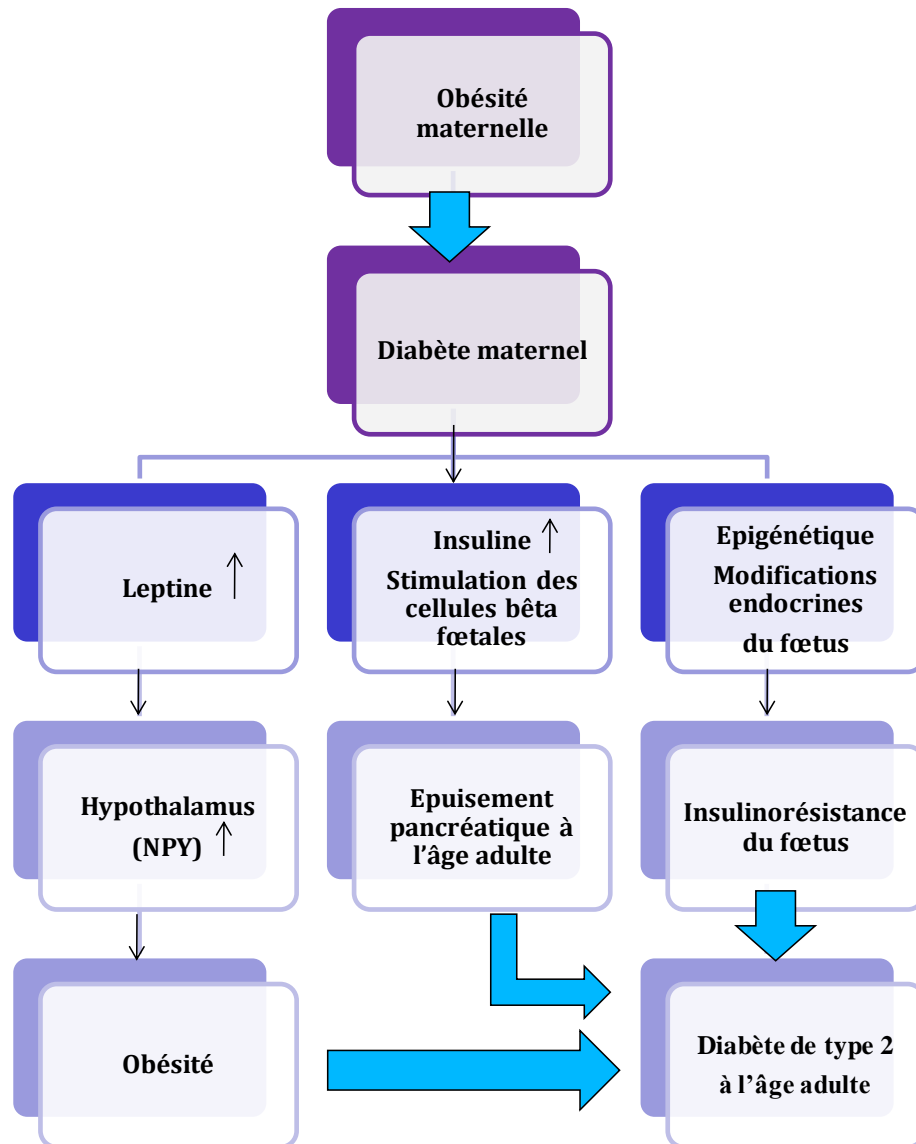 Obésité
maternelle
Diabète maternel
Leptine ↑
Insuline ↑
Stimulation des
cellules bêta
fœtales
Epigénétique
Modifications
endocrines
du fœtus
Hypothalamus
(NPY) ↑
Epuisement
pancréatique à
l’âge adulte
Insulinorésistance
du fœtus
Obésité
Diabète de type 2
à l’âge adulte